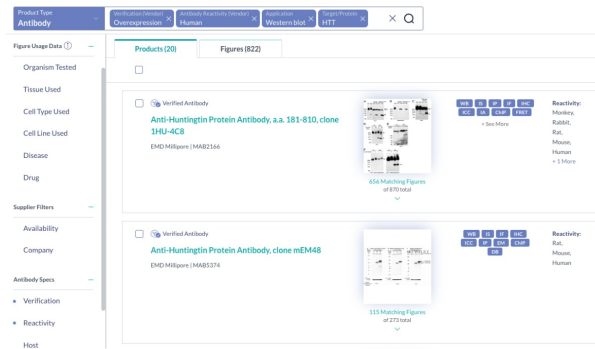 Product Type
Antibody
Verification (Vendor)
Overexpression
Antibody Reactivity (Vendor)
Human
Application
Western blot
Target/Protein
HTT
Figure Usage Data
Organism Tested
Tissue Used
Cell Type Used
Cell Line Used
Disease
Drug
Supplier Filters
Availability
Company
Antibody Specs
Verification
Reactivity
Host
Products (20)
Figures (822)
Verified Antibody
Anti-Huntingtin Protein Antibody, a.a. 181-810, clone
1HU-4C8
EMD Millipore | MAB2166
656 Matching Figures
of 870 total
WB IS IP IF IHC
ICC IA ChIP FRET
+ See More
Reactivity:
Monkey,
Rabbit,
Rat,
Mouse,
Human
+ 1 More
Verified Antibody
Anti-Huntingtin Protein Antibody, clone mEM48
EMD Millipore | MAB5374
115 Matching Figures
of 273 total
WB IS IF IHC
ICC IP EM ChIP
DB
Reactivity:
Rat,
Mouse,
Human